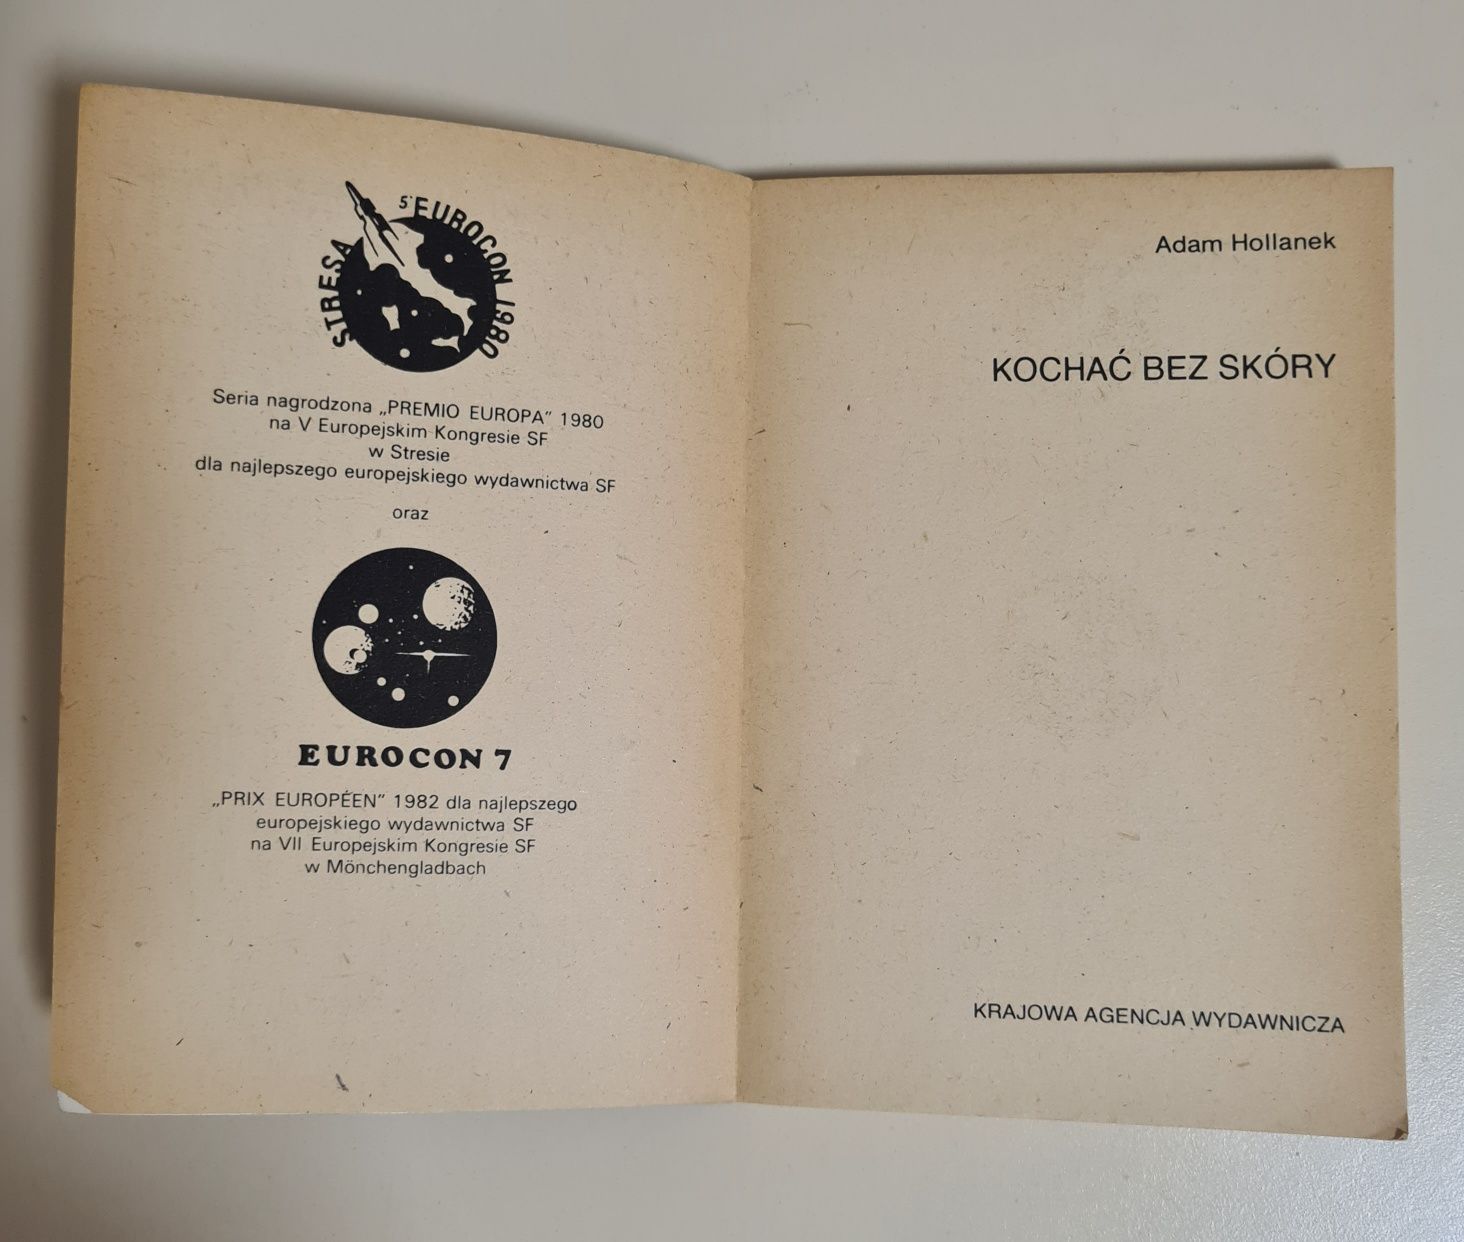 STRESA 5° EUROCON 1980
Seria nagrodzona „PREMIO EUROPA” 1980
na V Europejskim Kongresie SF
w Stresie
dla najlepszego europejskiego wydawnictwa SF
oraz
EUROCON 7
„PRIX EUROPÉEN” 1982 dla najlepszego
europejskiego wydawnictwa SF
na VII Europejskim Kongresie SF
w Mönchengladbach
Adam Hollanek
KOCHAĆ BEZ SKÓRY
KRAJOWA AGENCJA WYDAWNICZA